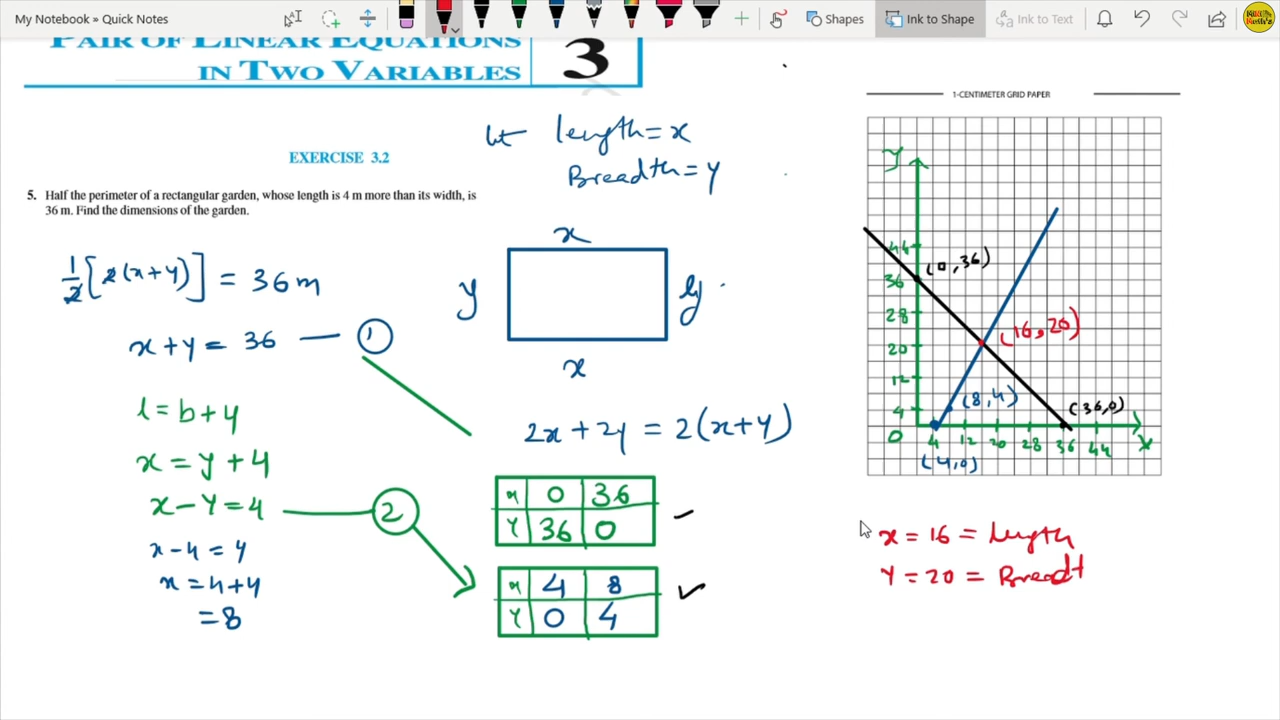 My Notebook » Quick Notes
Shapes
Ink to Shape
Ink to Text
PAIR OF LINEAR EQUATIONS
IN TWO VARIABLES
3
EXERCISE 3.2
5. Half the perimeter of a rectangular garden, whose length is 4 m more than its width, is
36 m. Find the dimensions of the garden.
let length = x
Breadth = y
1/2 [2(x+y)] = 36m
x+y = 36 — 1
l = b+4
x = y+4
x-y = 4 — 2
x-4 = 4
x = 4+4
= 8
x
y
x
2x+2y = 2(x+y)
x 0 36
y 36 0
x 4 8
y 0 4
1-CENTIMETER GRID PAPER
Y
44
(0,36)
36
28
(16,20)
20
12
(8,4)
(36,0)
4
0 4 12 20 28 36 44 X
(4,0)
x = 16 = Length
Y = 20 = Breadt